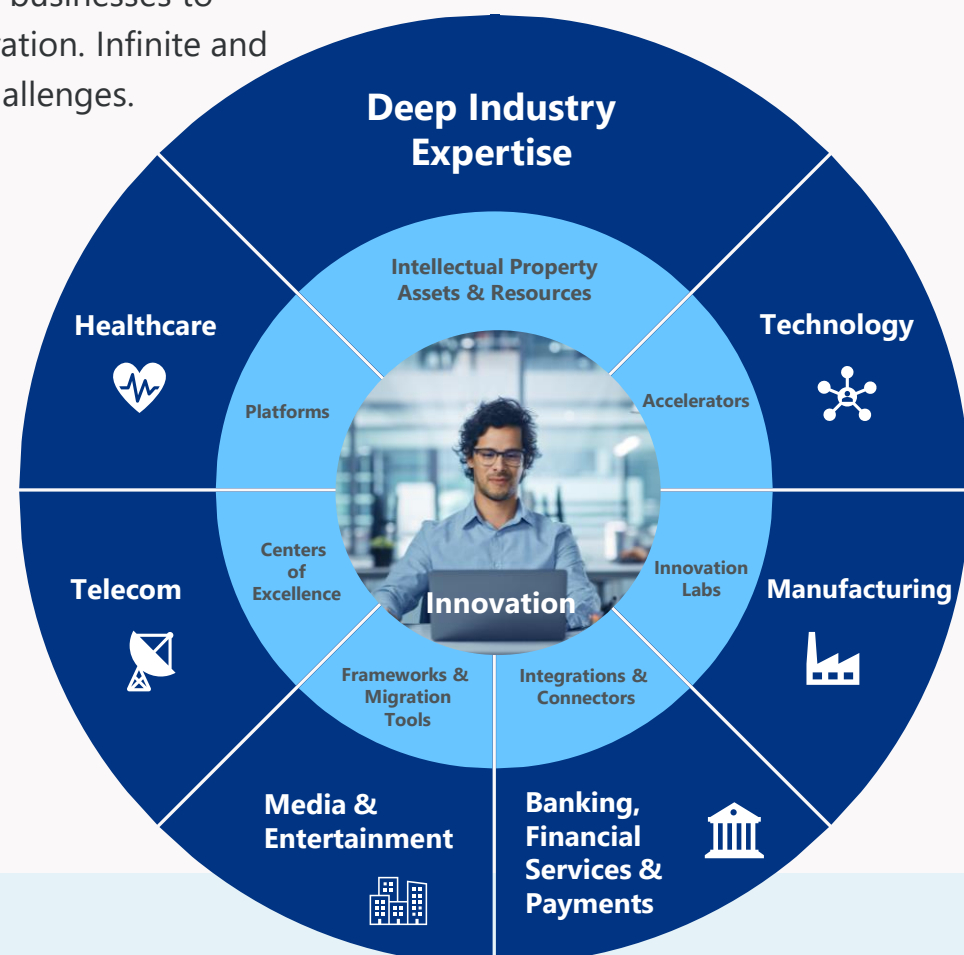 businesses to
ation. Infinite and
allenges.
Deep Industry
Expertise
Intellectual Property
Assets & Resources
Healthcare
Technology
Platforms
Accelerators
Centers
of
Excellence
Innovation
Labs
Telecom
Innovation
Manufacturing
Frameworks &
Migration
Tools
Integrations &
Connectors
Media &
Entertainment
Banking,
Financial
Services &
Payments